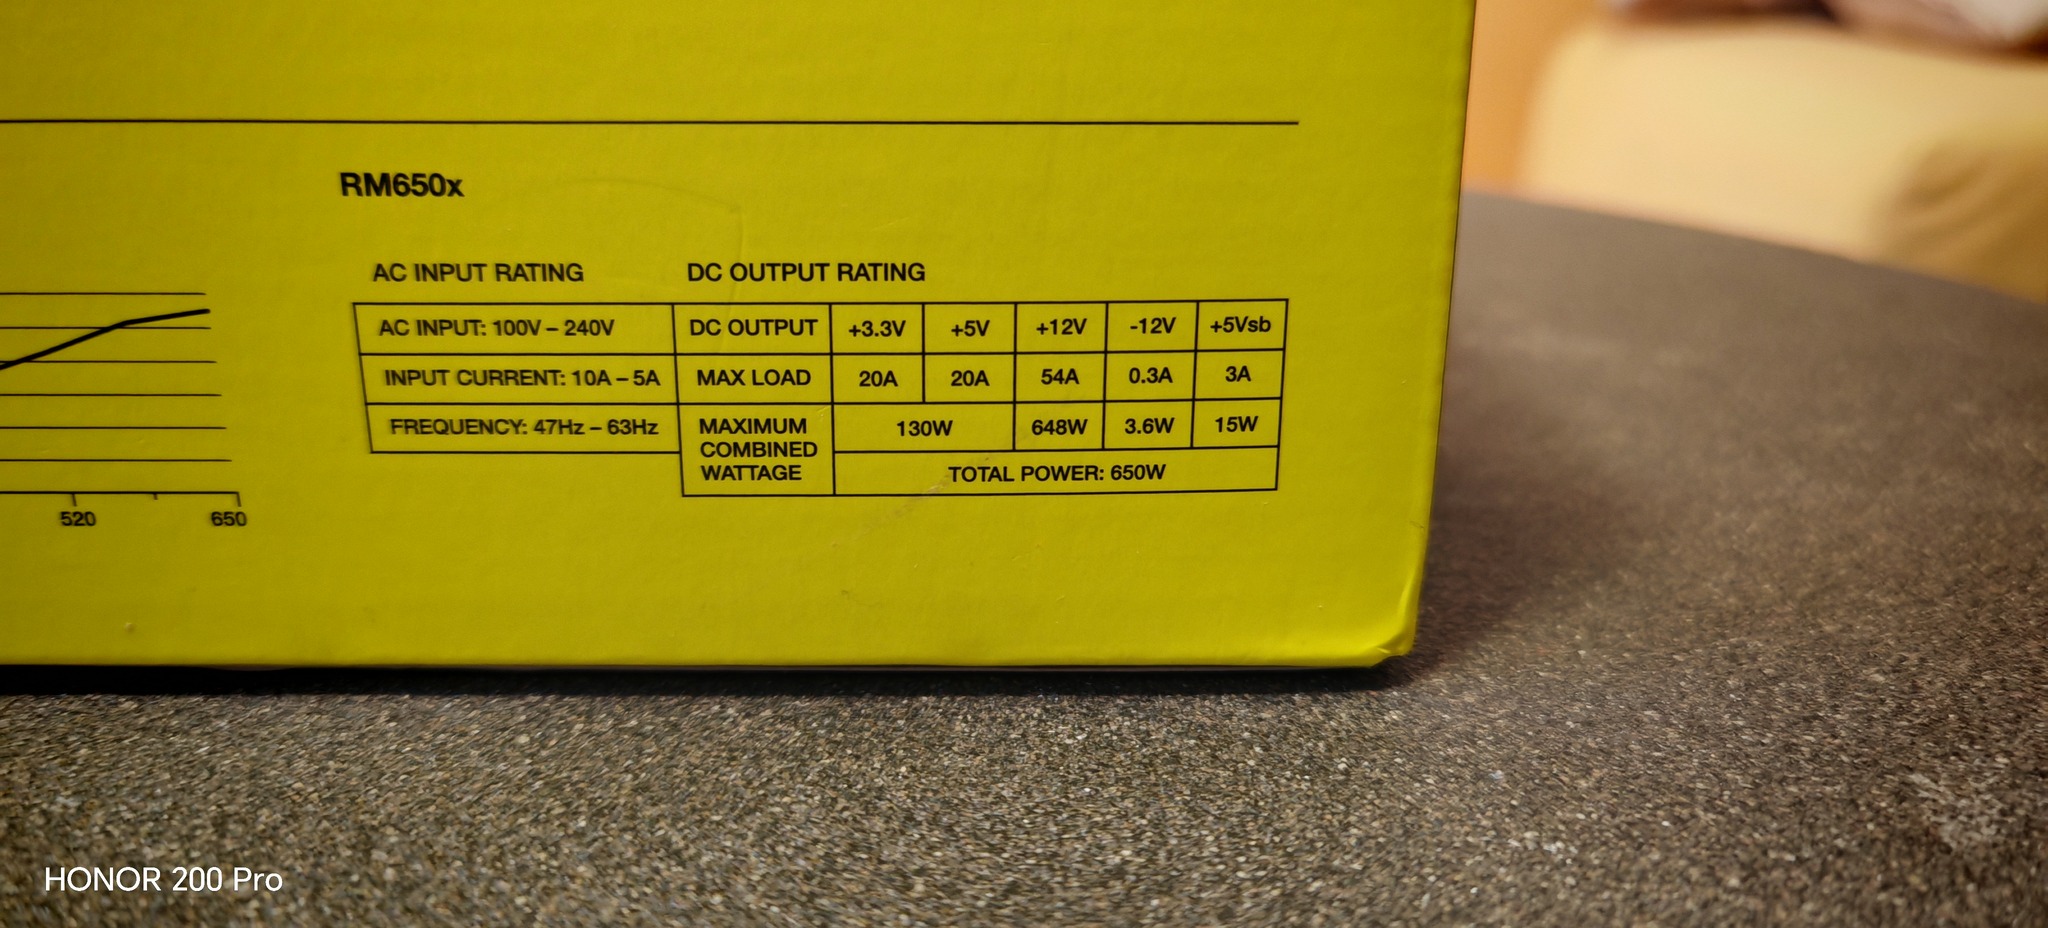 RM650x
AC INPUT RATING
AC INPUT: 100V – 240V
INPUT CURRENT: 10A – 5A
FREQUENCY: 47Hz – 63Hz
DC OUTPUT RATING
DC OUTPUT +3.3V +5V +12V -12V +5Vsb
MAX LOAD 20A 20A 54A 0.3A 3A
MAXIMUM COMBINED WATTAGE 130W 648W 3.6W 15W
TOTAL POWER: 650W
520 650
HONOR 200 Pro